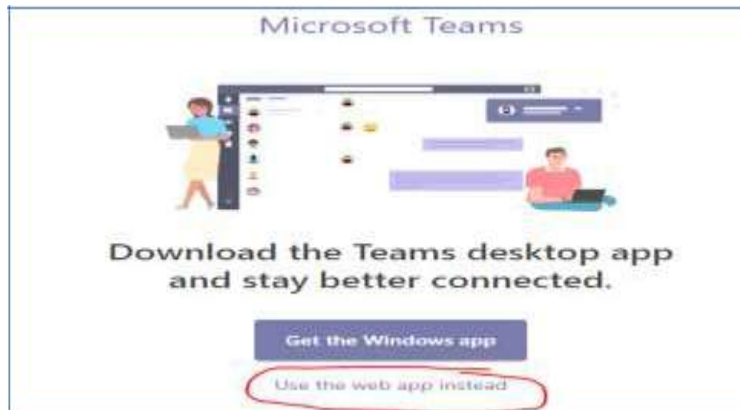 Microsoft Teams
Download the Teams desktop app
and stay better connected.
Get the Windows app
Use the web app instead